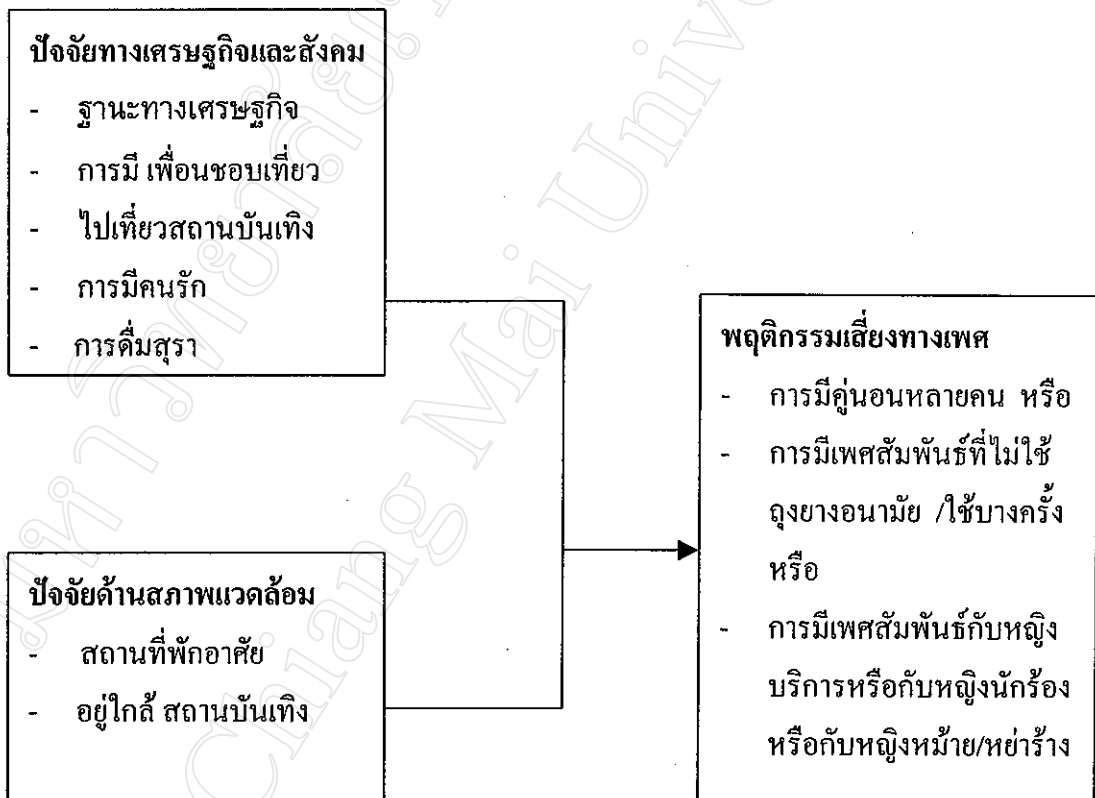 ปัจจัยทางเศรษฐกิจและสังคม
- ฐานะทางเศรษฐกิจ
- การมี เพื่อนชอบเที่ยว
- ไปเที่ยวสถานบันเทิง
- การมีคนรัก
- การดื่มสุรา
ปัจจัยด้านสภาพแวดล้อม
- สถานที่พักอาศัย
- อยู่ใกล้ สถานบันเทิง
พฤติกรรมเสี่ยงทางเพศ
- การมีคู่นอนหลายคน หรือ
- การมีเพศสัมพันธ์ที่ไม่ใช้
ถุงยางอนามัย /ใช้บางครั้ง
หรือ
- การมีเพศสัมพันธ์กับหญิง
บริการหรือกับหญิงนักร้อง
หรือกับหญิงหม้าย/หย่าร้าง
Chiang Mai Univ